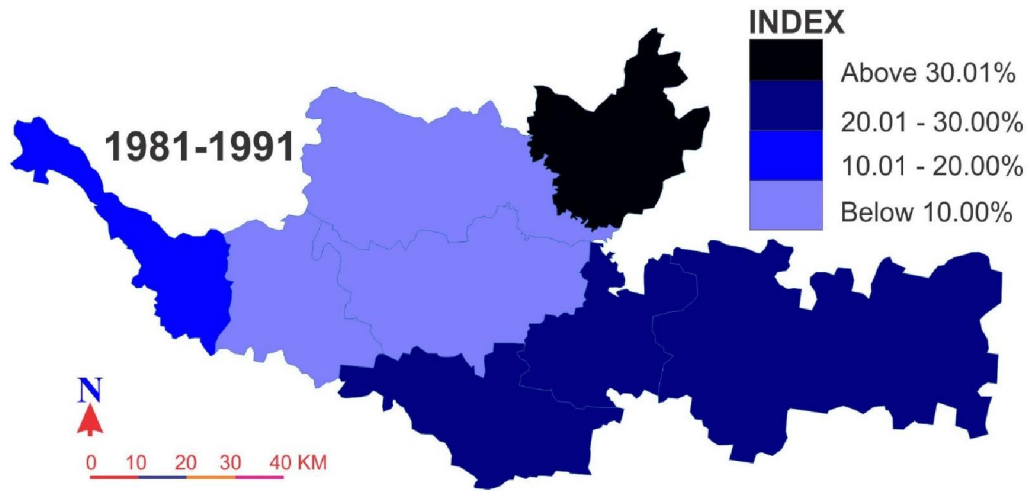 INDEX
Above 30.01%
20.01 - 30.00%
10.01 - 20.00%
Below 10.00%
1981-1991
N
0 10 20 30 40 KM